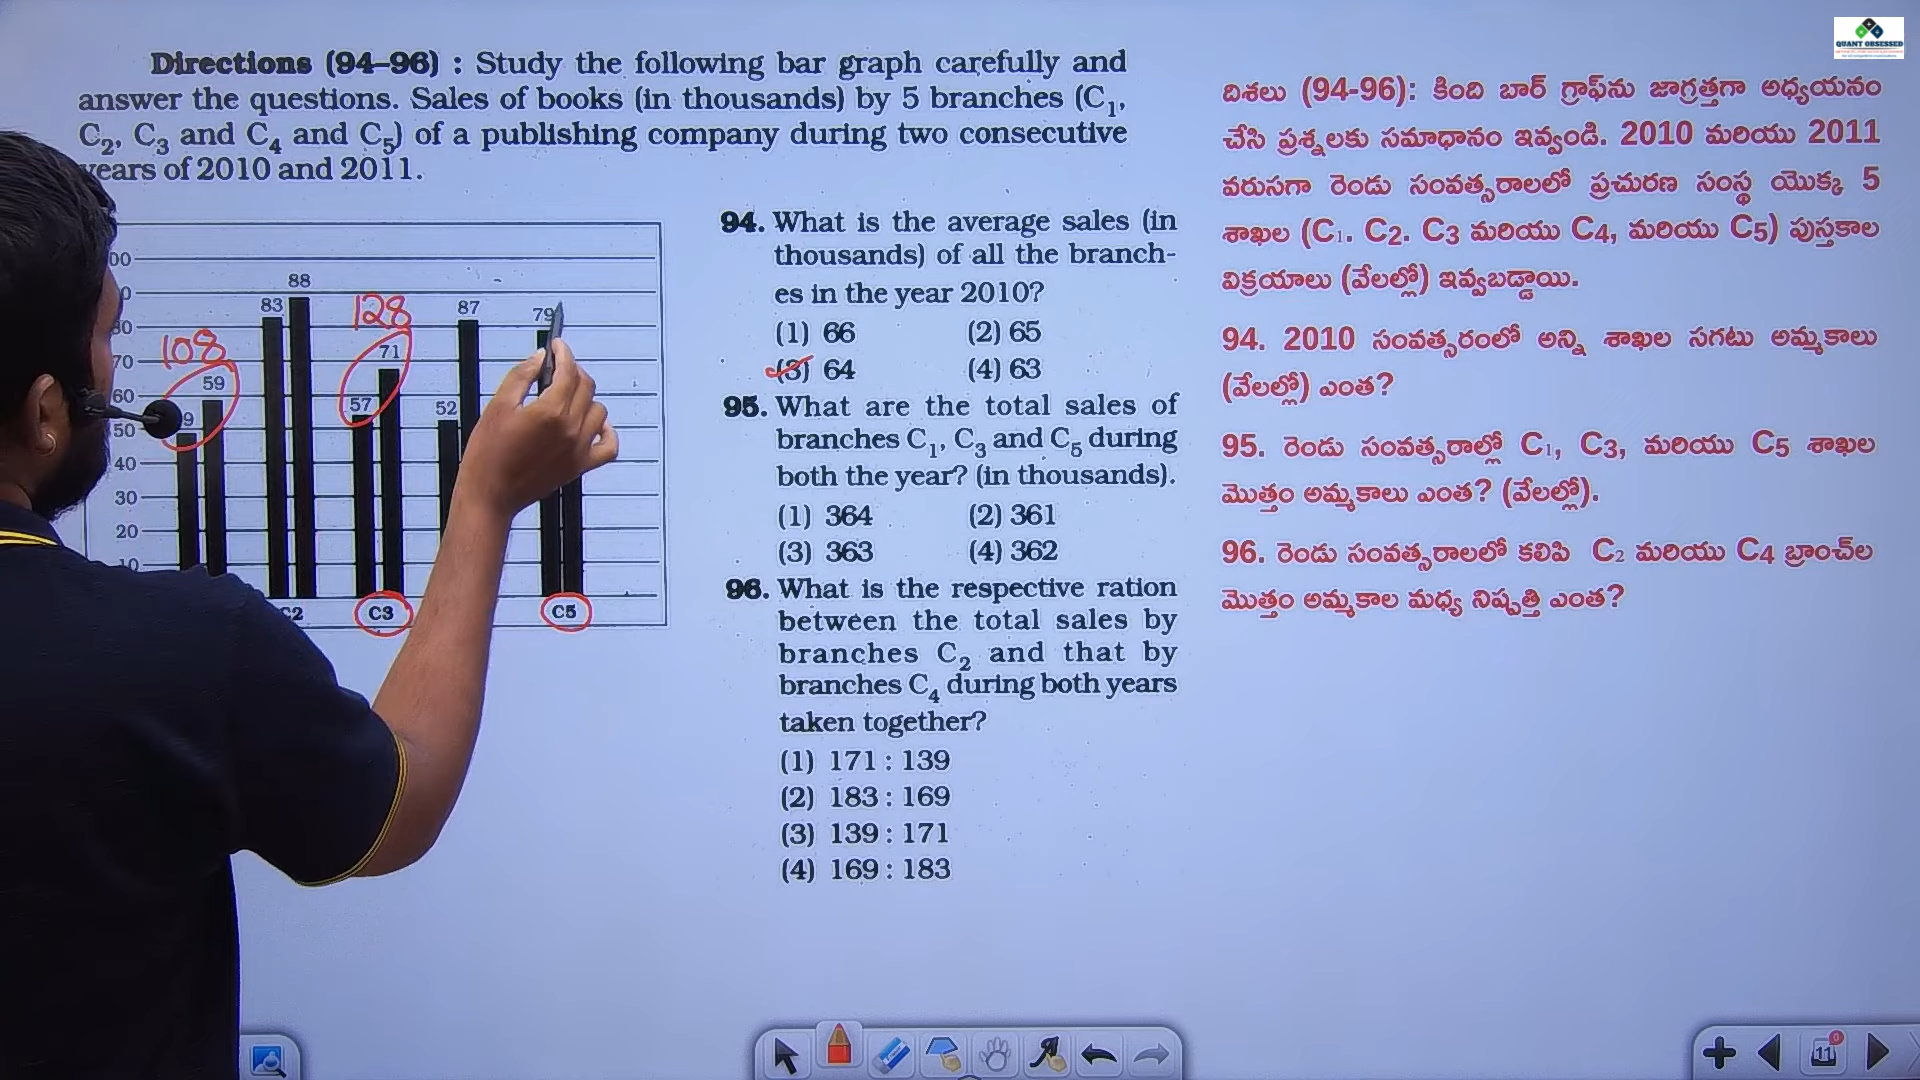 Directions (94–96) : Study the following bar graph carefully and
answer the questions. Sales of books (in thousands) by 5 branches (C1,
C2, C3 and C4 and C5) of a publishing company during two consecutive
years of 2010 and 2011.
88
83
128
87
79
80
108
71
70
59
60
57
52
50
40
30
20
10
C3
C5
94. What is the average sales (in
thousands) of all the branch-
es in the year 2010?
(1) 66 (2) 65
(3) 64 (4) 63
95. What are the total sales of
branches C1, C3 and C5 during
both the year? (in thousands).
(1) 364 (2) 361
(3) 363 (4) 362
96. What is the respective ration
between the total sales by
branches C2 and that by
branches C4 during both years
taken together?
(1) 171 : 139
(2) 183 : 169
(3) 139 : 171
(4) 169 : 183
QUANT OBSESSED
దిశలు (94-96): కింది బార్ గ్రాఫ్‌ను జాగ్రత్తగా అధ్యయనం
చేసి ప్రశ్నలకు సమాధానం ఇవ్వండి. 2010 మరియు 2011
వరుసగా రెండు సంవత్సరాలలో ప్రచురణ సంస్థ యొక్క 5
శాఖల (C1. C2. C3 మరియు C4, మరియు C5) పుస్తకాల
విక్రయాలు (వేలల్లో) ఇవ్వబడ్డాయి.
94. 2010 సంవత్సరంలో అన్ని శాఖల సగటు అమ్మకాలు
(వేలల్లో) ఎంత?
95. రెండు సంవత్సరాల్లో C1, C3, మరియు C5 శాఖల
మొత్తం అమ్మకాలు ఎంత? (వేలల్లో).
96. రెండు సంవత్సరాలలో కలిపి C2 మరియు C4 బ్రాంచ్‌ల
మొత్తం అమ్మకాల మధ్య నిష్పత్తి ఎంత?
11